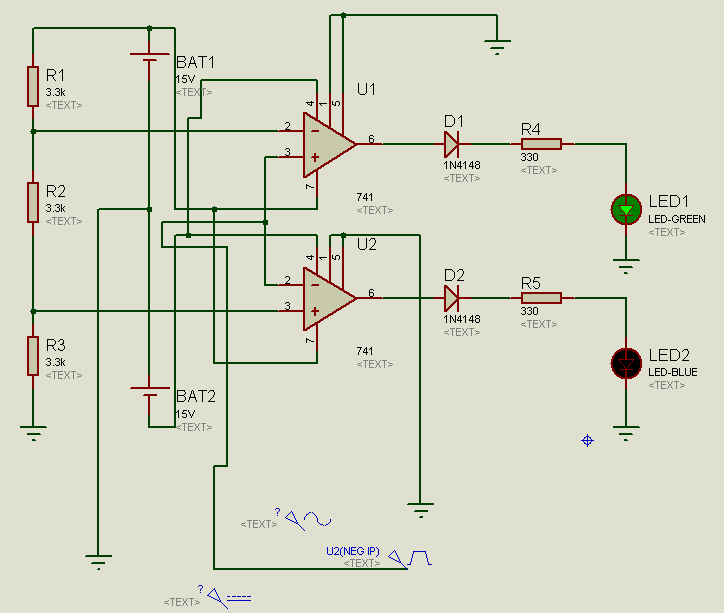 BAT1
15V
<TEXT>
R1
3.3k
<TEXT>
U1
4
1
5
2
3
6
7
741
<TEXT>
D1
1N4148
<TEXT>
R4
330
<TEXT>
LED1
LED-GREEN
<TEXT>
R2
3.3k
<TEXT>
U2
4
1
5
2
3
6
7
741
<TEXT>
D2
1N4148
<TEXT>
R5
330
<TEXT>
LED2
LED-BLUE
<TEXT>
R3
3.3k
<TEXT>
BAT2
15V
<TEXT>
?
<TEXT>
U2(NEG IP)
<TEXT>
?
<TEXT>